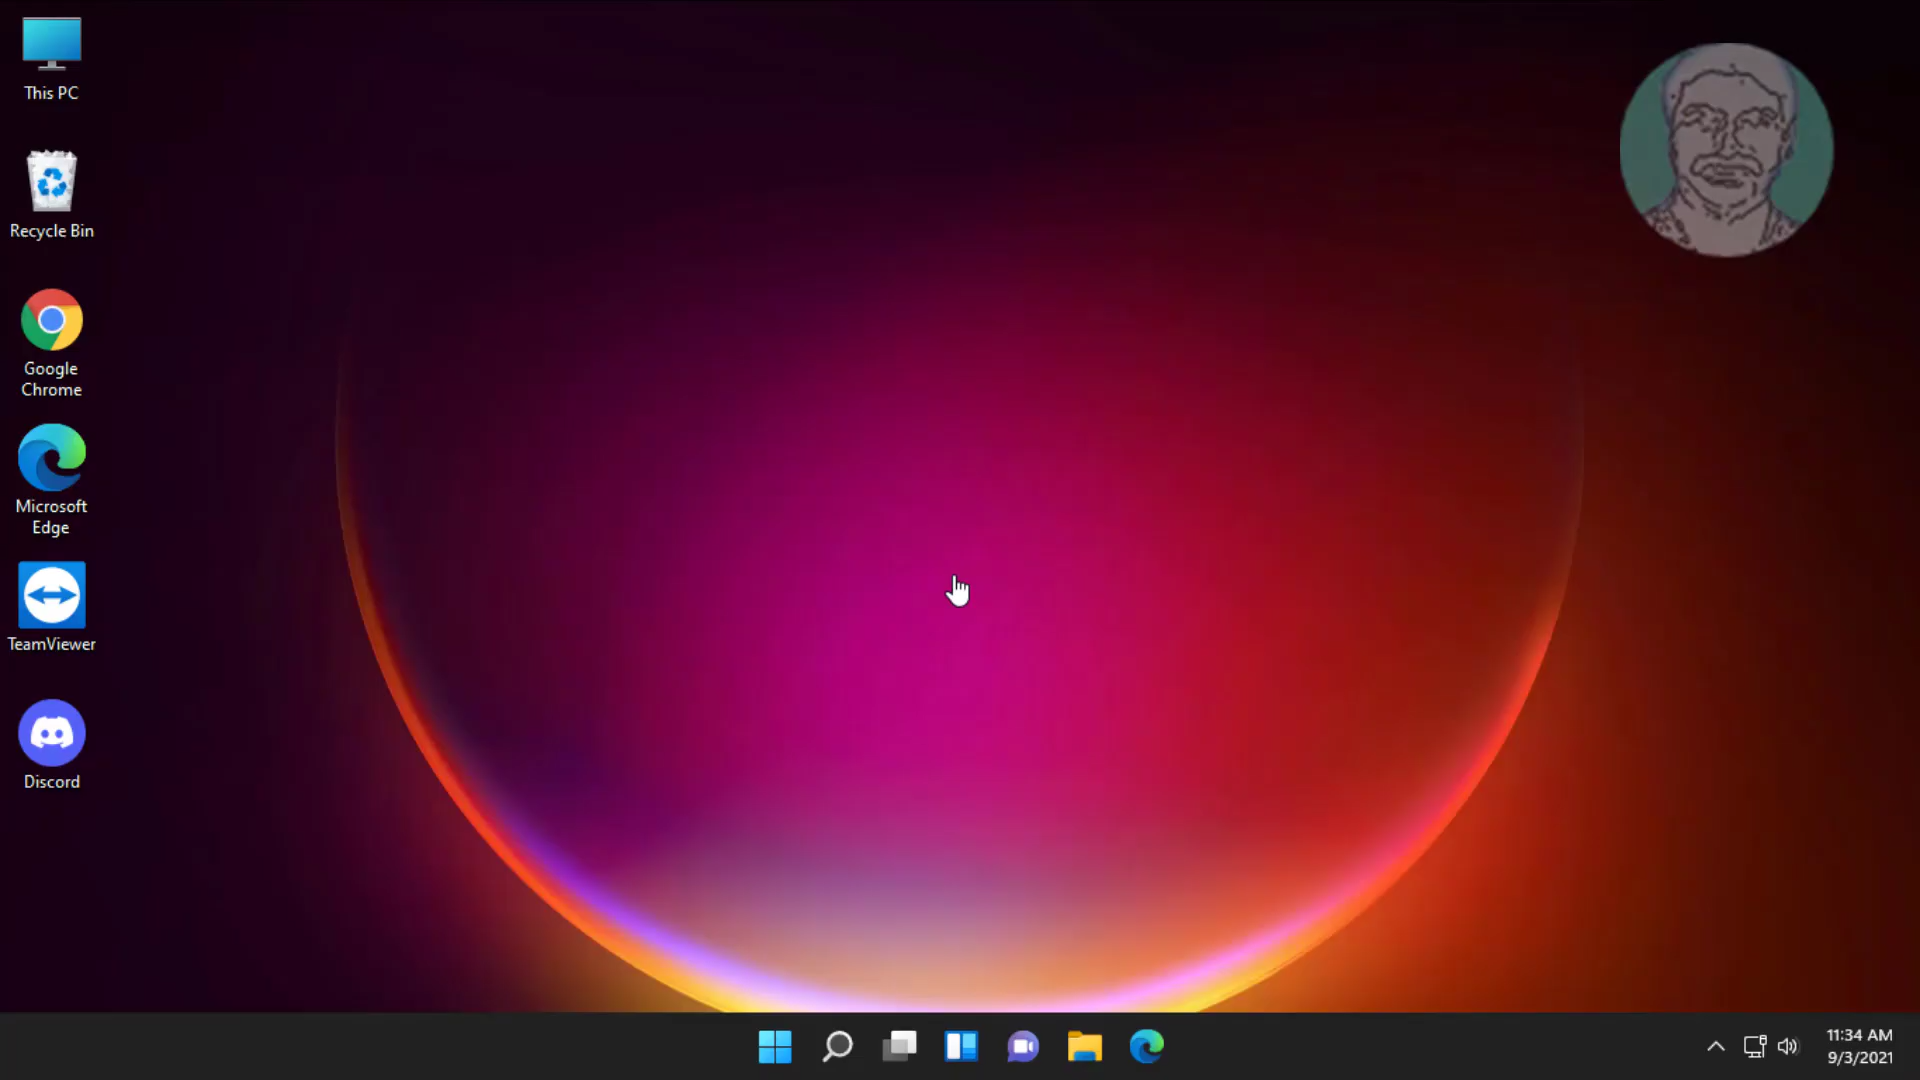 This PC
Recycle Bin
Google
Chrome
Microsoft
Edge
TeamViewer
Discord
11:34 AM
9/3/2021